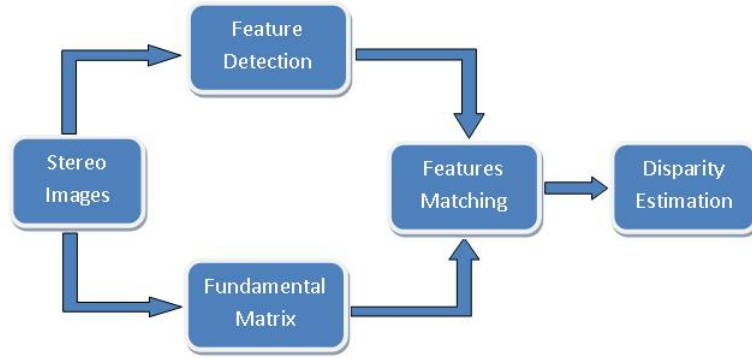 Feature
Detection
Stereo
Images
Features
Matching
Disparity
Estimation
Fundamental
Matrix